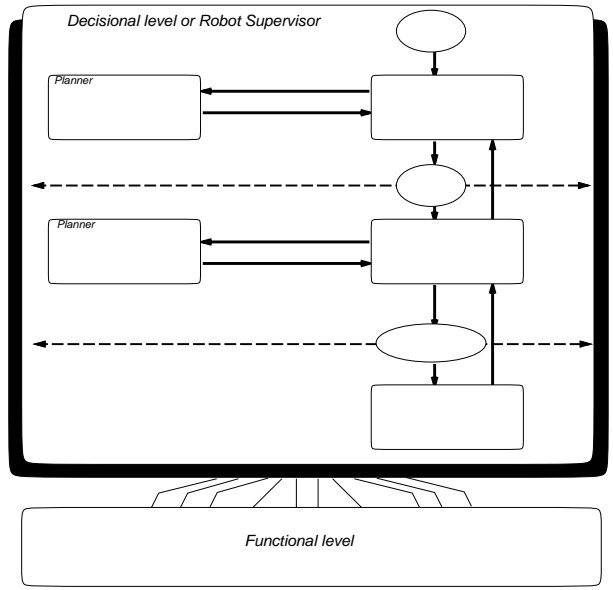 Decisional level or Robot Supervisor
Planner
Planner
Functional level